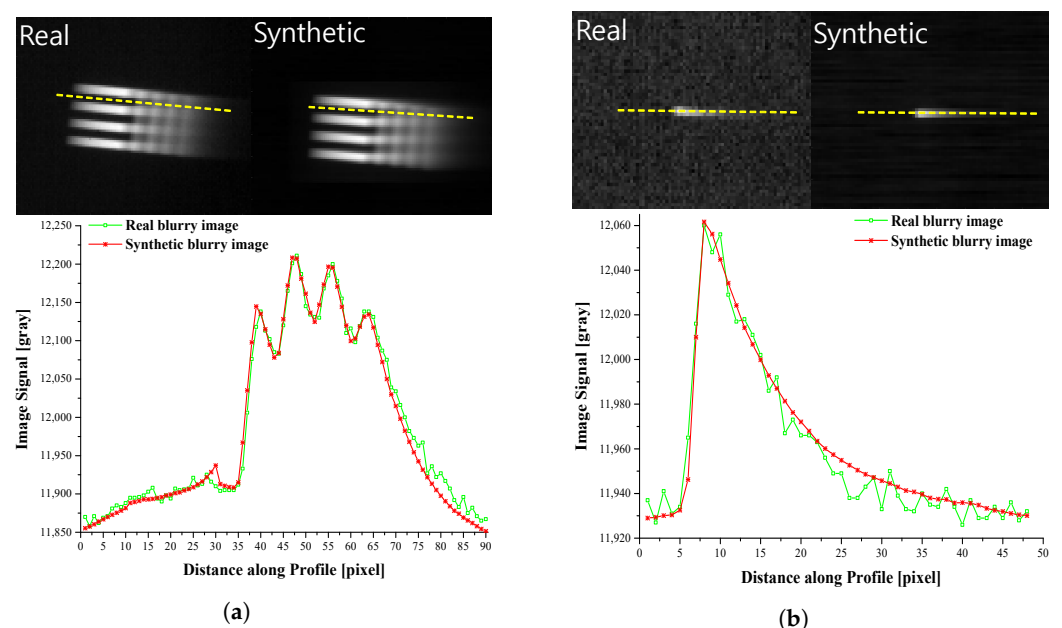 Real
Synthetic
Real blurry image
Synthetic blurry image
12,250
12,200
12,150
12,100
12,050
12,000
11,950
11,900
11,850
Image Signal [gray]
0 5 10 15 20 25 30 35 40 45 50 55 60 65 70 75 80 85 90
Distance along Profile [pixel]
(a)
Real
Synthetic
Real blurry image
Synthetic blurry image
12,060
12,040
12,020
12,000
11,980
11,960
11,940
11,920
Image Signal [gray]
0 5 10 15 20 25 30 35 40 45 50
Distance along Profile [pixel]
(b)